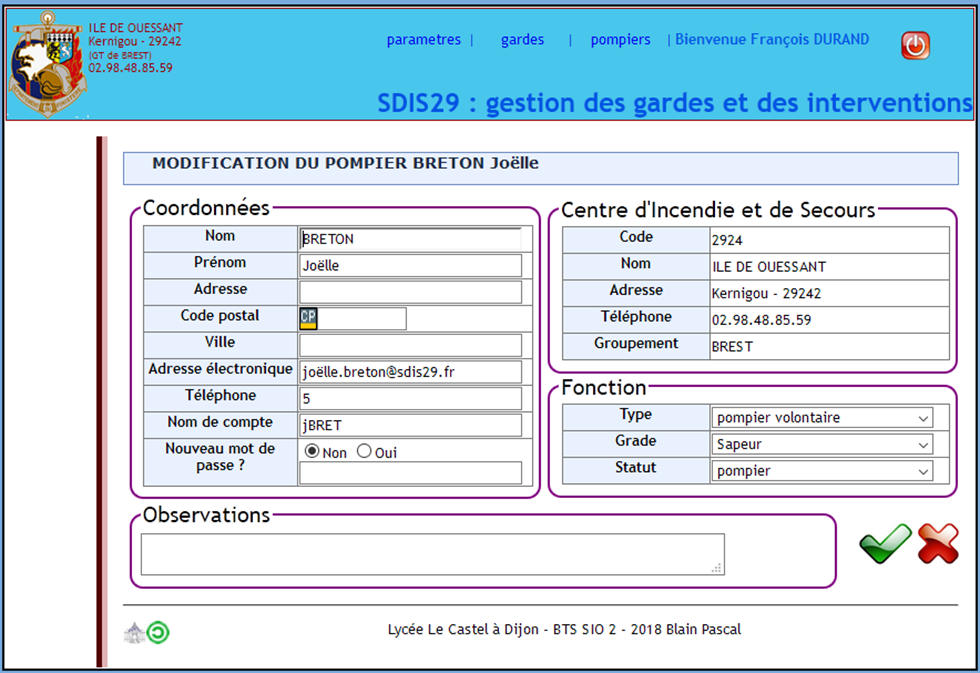 ILE DE OUESSANT
Kernigou - 29242
(GT de BREST)
02.98.48.85.59
parametres | gardes | pompiers | Bienvenue François DURAND
SDIS29 : gestion des gardes et des interventions
MODIFICATION DU POMPIER BRETON Joëlle
Coordonnées
Nom BRETON
Prénom Joëlle
Adresse
Code postal CP
Ville
Adresse électronique joëlle.breton@sdis29.fr
Téléphone 5
Nom de compte jBRET
Nouveau mot de passe ? Non Oui
Centre d'Incendie et de Secours
Code 2924
Nom ILE DE OUESSANT
Adresse Kernigou - 29242
Téléphone 02.98.48.85.59
Groupement BREST
Fonction
Type pompier volontaire
Grade Sapeur
Statut pompier
Observations
Lycée Le Castel à Dijon - BTS SIO 2 - 2018 Blain Pascal